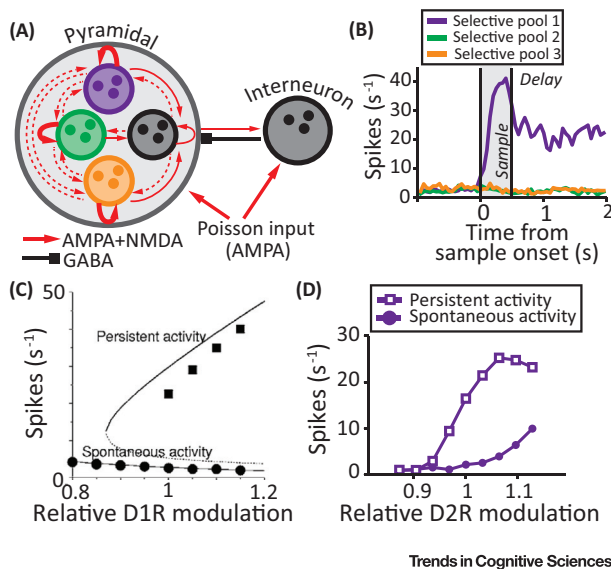 (A)
Pyramidal
Interneuron
Poisson input
(AMPA)
AMPA+NMDA
GABA
(B)
Selective pool 1
Selective pool 2
Selective pool 3
Delay
Sample
Spikes (s-1)
40
30
20
10
0
0
1
2
Time from
sample onset (s)
(C)
Spikes (s-1)
50
0
Persistent activity
Spontaneous activity
0.8
1
1.2
Relative D1R modulation
(D)
Persistent activity
Spontaneous activity
Spikes (s-1)
30
20
10
0
0.9
1
1.1
Relative D2R modulation
Trends in Cognitive Sciences